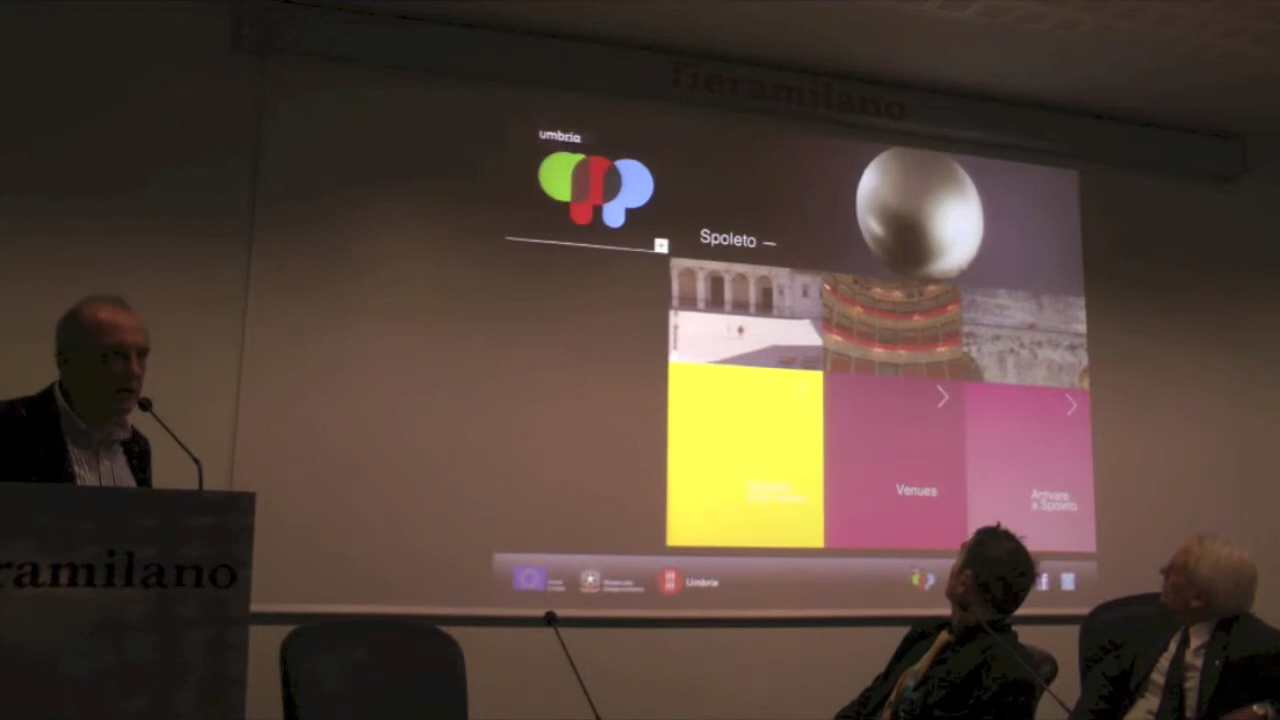 fieramilano
umbria
Spoleto —
Venues
Arrivare
a Spoleto
Umbria
ramilano